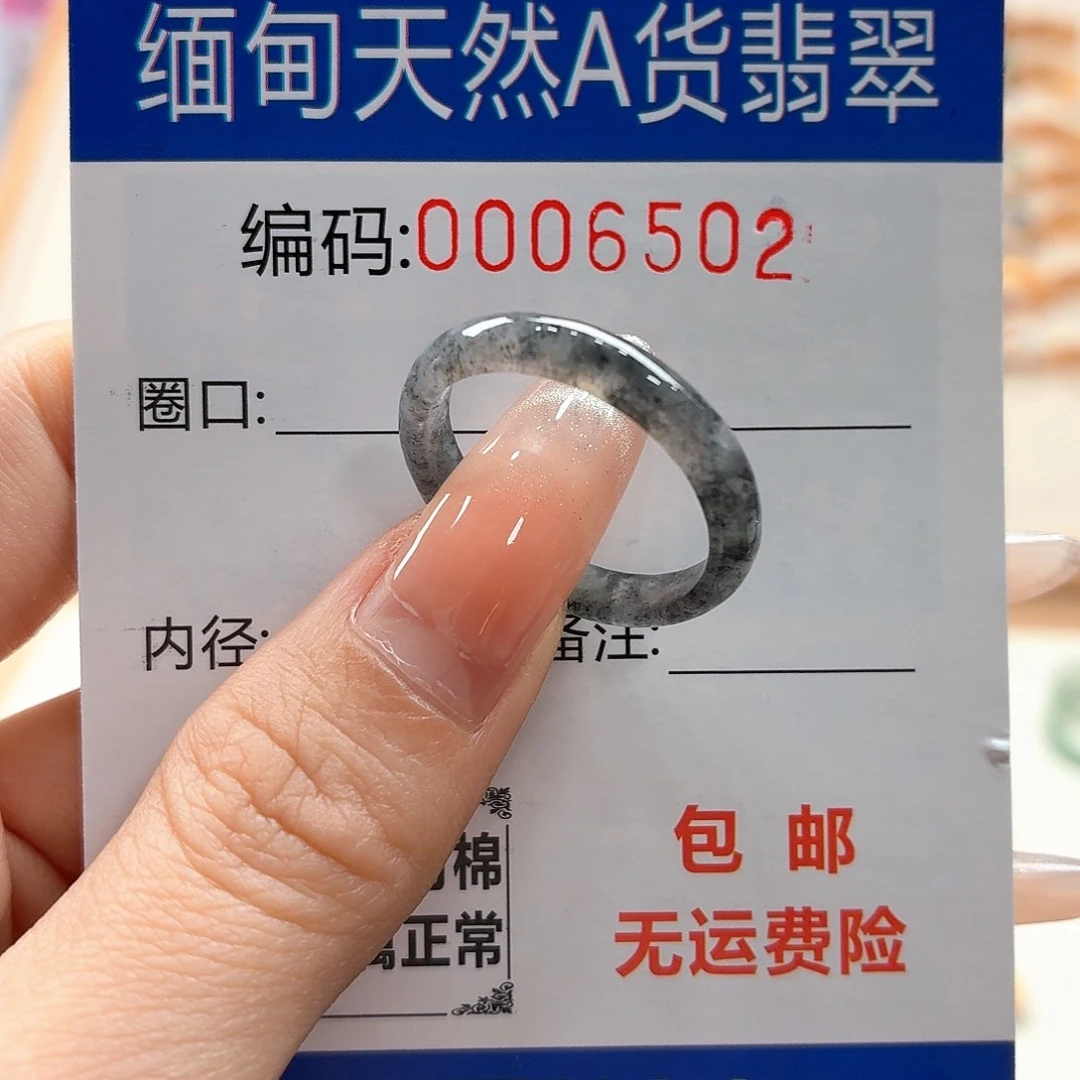 缅甸天然A货翡翠
编码:0006502
圈口:
内径: 备注:
棉
正常
包邮
无运费险